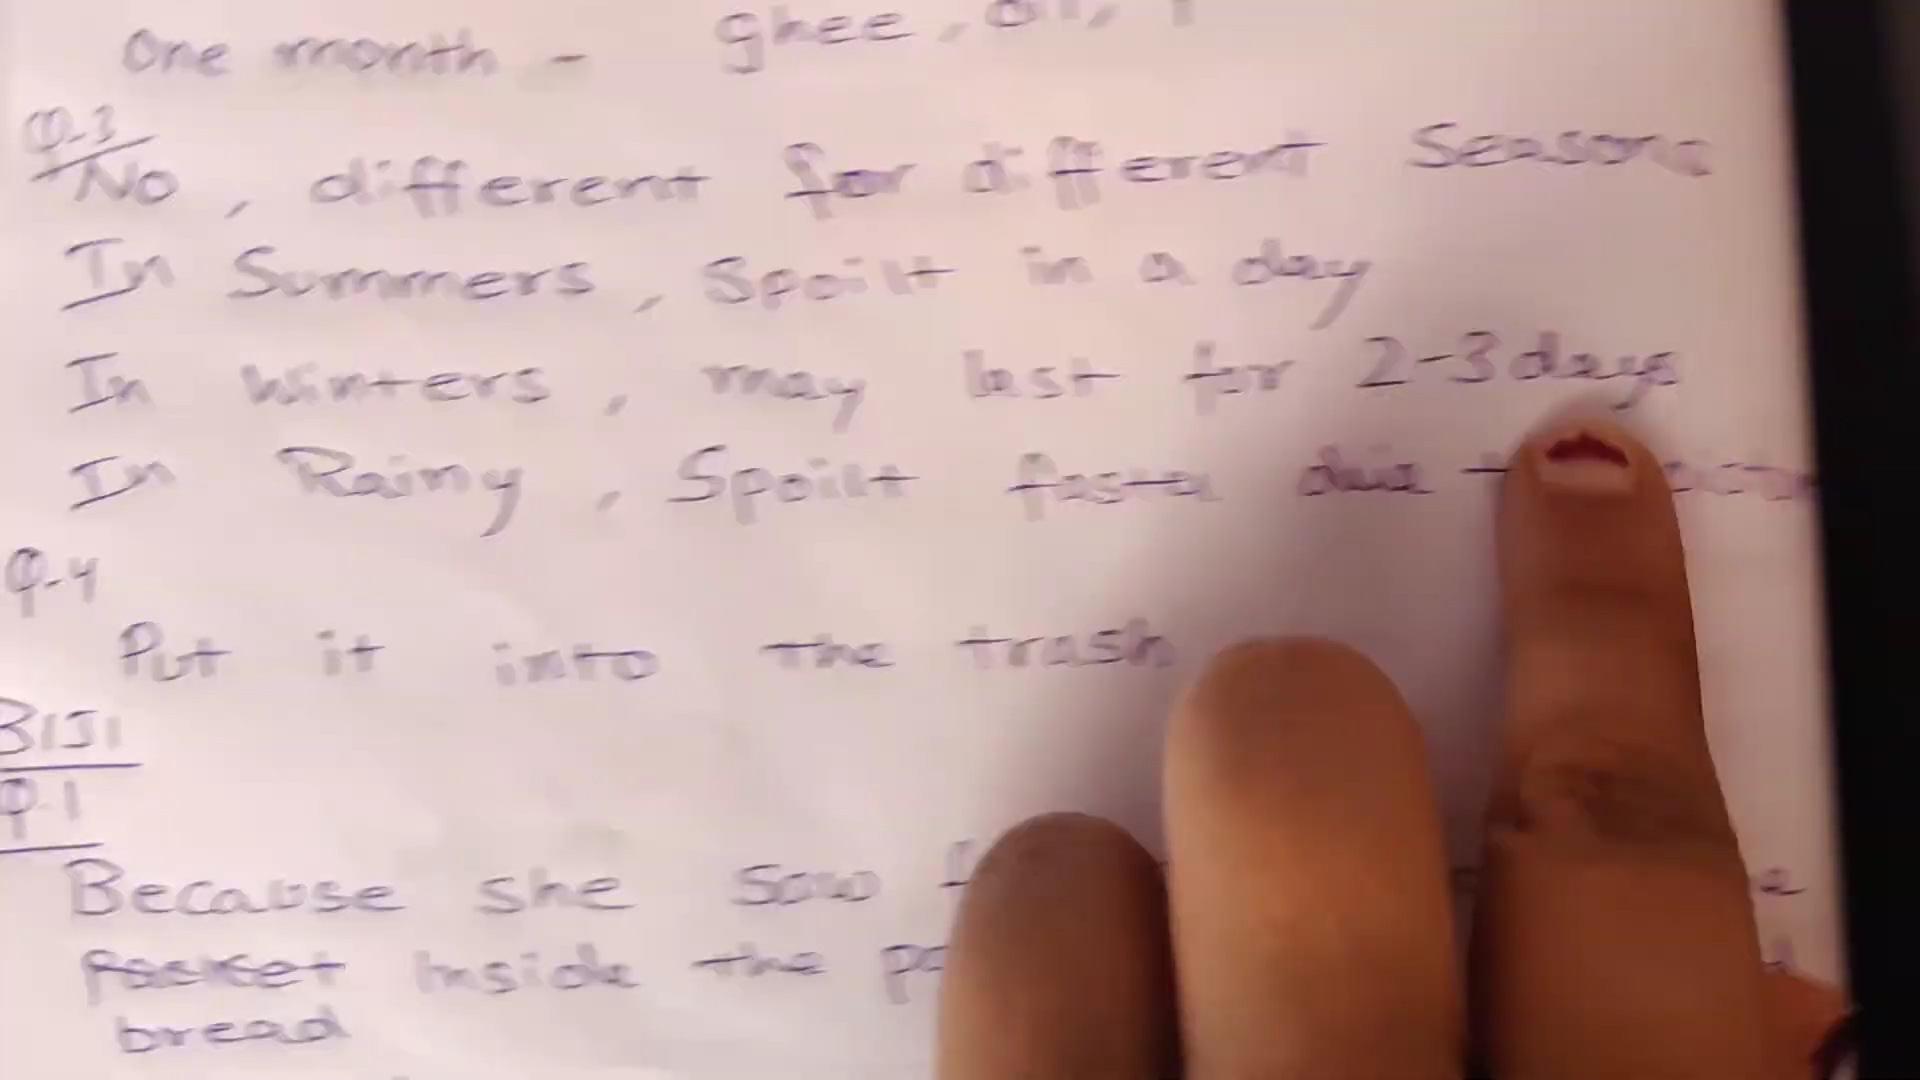 One month - ghee,
Q-3
No, different for different Seasons
In Summers, Spoilt in a day
In Winters, may last for 2-3 days
In Rainy, Spoilt faster due
Q-4
Put it into the trash
BIJI
Q-1
Because she saw
packet inside the
bread